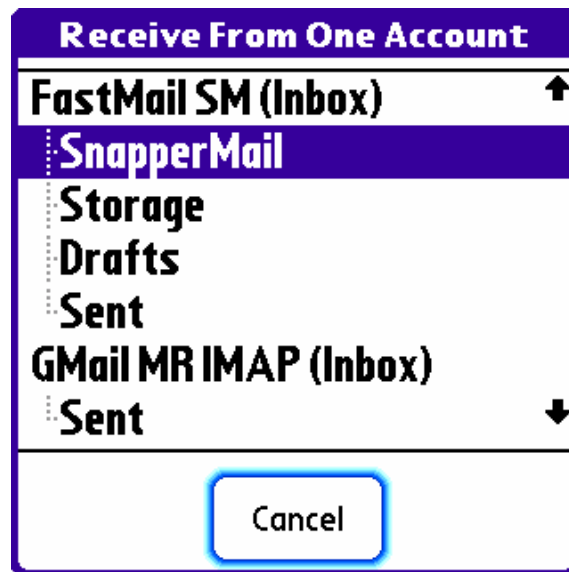 Receive From One Account
FastMail SM (Inbox)
SnapperMail
Storage
Drafts
Sent
GMail MR IMAP (Inbox)
Sent
Cancel